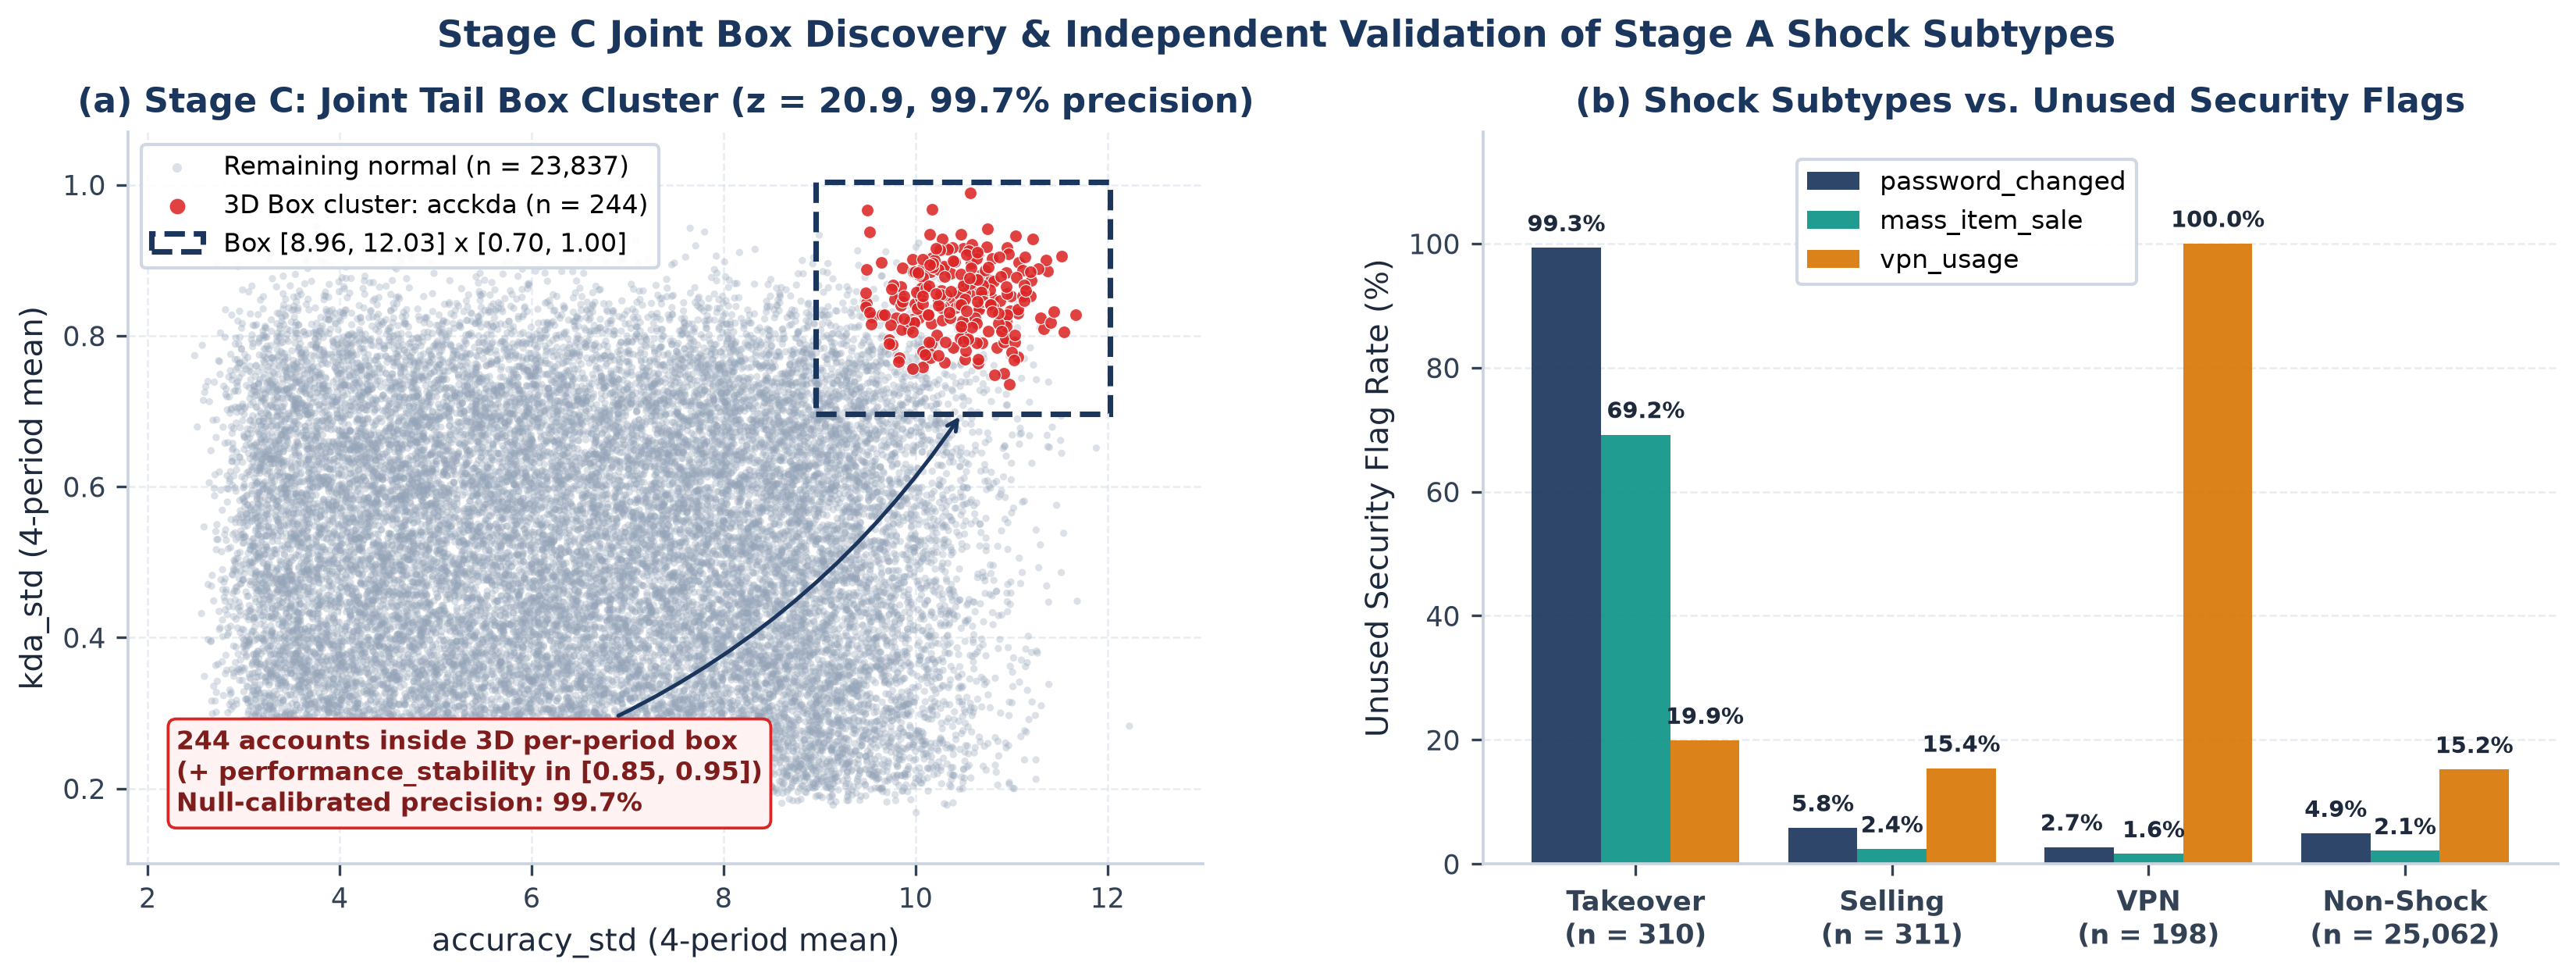 Stage C Joint Box Discovery & Independent Validation of Stage A Shock Subtypes
(a) Stage C: Joint Tail Box Cluster (z = 20.9, 99.7% precision)
Remaining normal (n = 23,837)
3D Box cluster: acckda (n = 244)
Box [8.96, 12.03] x [0.70, 1.00]
kda_std (4-period mean)
1.0
0.8
0.6
0.4
0.2
244 accounts inside 3D per-period box
(+ performance_stability in [0.85, 0.95])
Null-calibrated precision: 99.7%
2 4 6 8 10 12
accuracy_std (4-period mean)
(b) Shock Subtypes vs. Unused Security Flags
password_changed
mass_item_sale
vpn_usage
Unused Security Flag Rate (%)
100
80
60
40
20
0
99.3%
69.2%
19.9%
5.8%
2.4%
15.4%
2.7%
1.6%
100.0%
4.9%
2.1%
15.2%
Takeover
(n = 310)
Selling
(n = 311)
VPN
(n = 198)
Non-Shock
(n = 25,062)